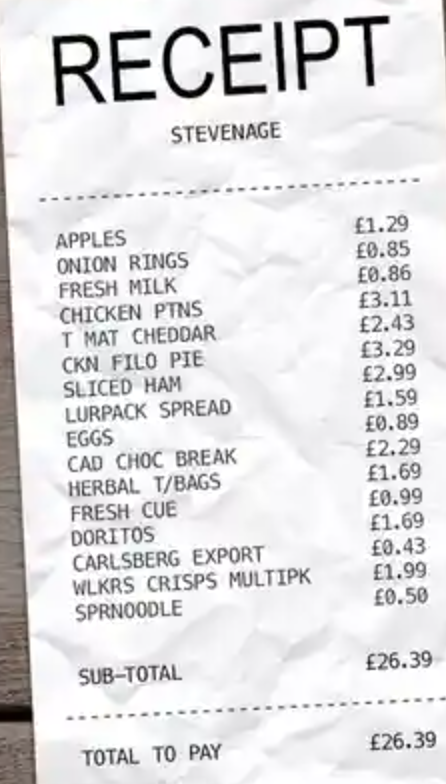 RECEIPT
STEVENAGE
APPLES £1.29
ONION RINGS £0.85
FRESH MILK £0.86
CHICKEN PTNS £3.11
T MAT CHEDDAR £2.43
CKN FILO PIE £3.29
SLICED HAM £2.99
LURPACK SPREAD £1.59
EGGS £0.89
CAD CHOC BREAK £2.29
HERBAL T/BAGS £1.69
FRESH CUE £0.99
DORITOS £1.69
CARLSBERG EXPORT £0.43
WLKRS CRISPS MULTIPK £1.99
SPRNOODLE £0.50
SUB-TOTAL £26.39
TOTAL TO PAY £26.39